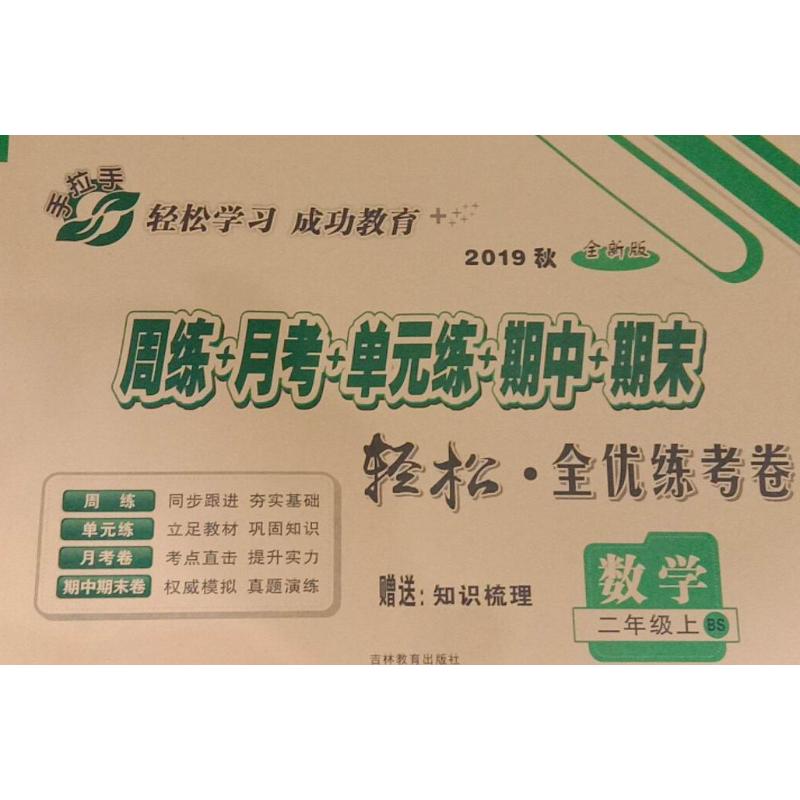 手拉手
轻松学习 成功教育
2019 秋 全新版
周练+月考+单元练+期中+期末
轻松·全优练考卷
周 练 同步跟进 夯实基础
单元练 立足教材 巩固知识
月考卷 考点直击 提升实力
期中期末卷 权威模拟 真题演练
赠送:知识梳理
数学
二年级上 BS
吉林教育出版社